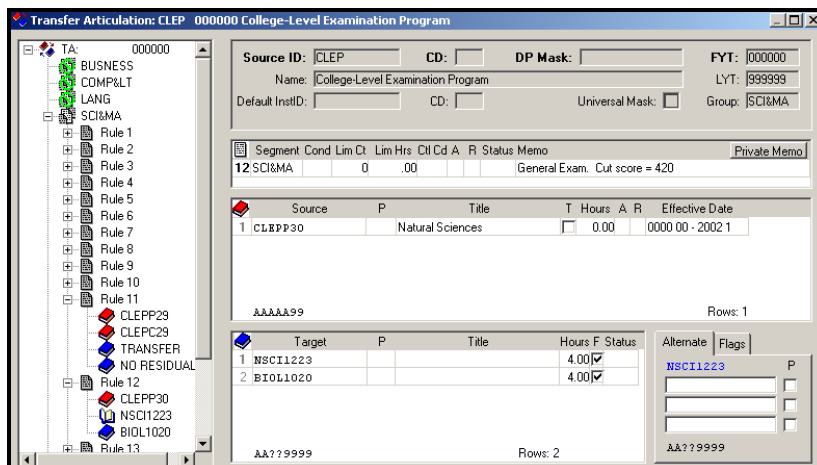 Transfer Articulation: CLEP 000000 College-Level Examination Program
TA: 000000
BUSNESS
COMP&LT
LANG
SCI&MA
Rule 1
Rule 2
Rule 3
Rule 4
Rule 5
Rule 6
Rule 7
Rule 8
Rule 9
Rule 10
Rule 11
CLEPP29
CLEPC29
TRANSFER
NO RESIDUAL
Rule 12
CLEPP30
NSCI1223
BIOL1020
Rule 13
Source ID: CLEP CD: DP Mask: FYT: 000000
Name: College-Level Examination Program LYT: 999999
Default InstID: CD: Universal Mask: Group: SCI&MA
Segment Cond Lim Ct Lim Hrs Ctl Cd A R Status Memo Private Memo
12 SCI&MA 0 .00 General Exam. Cut score = 420
Source P Title T Hours A R Effective Date
1 CLEPP30 Natural Sciences 0.00 0000 00 - 2002 1
AAAAA99 Rows: 1
Target P Title Hours F Status
1 NSCI1223 4.00
2 BIOL1020 4.00
AA??9999 Rows: 2
Alternate Flags
NSCI1223 P
AA??9999